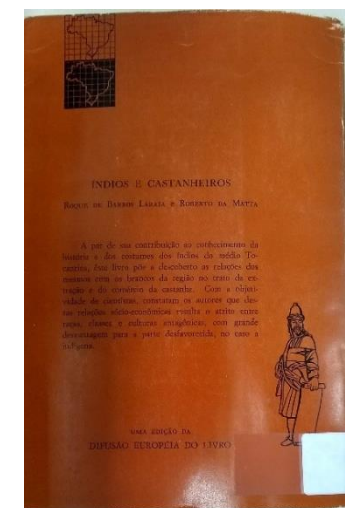 ÍNDIOS E CASTANHEIROS
ROQUE DE BARROS LARAIA E ROBERTO DA MATTA
A par de sua contribuição ao conhecimento da
história e dos costumes dos índios do médio To-
cantins, êste livro põe a descoberto as relações dos
mesmos com os brancos da região no trato da ex-
tração e do comércio da castanha. Com a objeti-
vidade de cientistas, constatam os autores que des-
sas relações sócio-econômicas resulta o atrito entre
raças, classes e culturas antagônicas, com grande
desvantagem para a parte desfavorecida, no caso a
indígena.
UMA EDIÇÃO DA
DIFUSÃO EUROPÉIA DO LIVRO